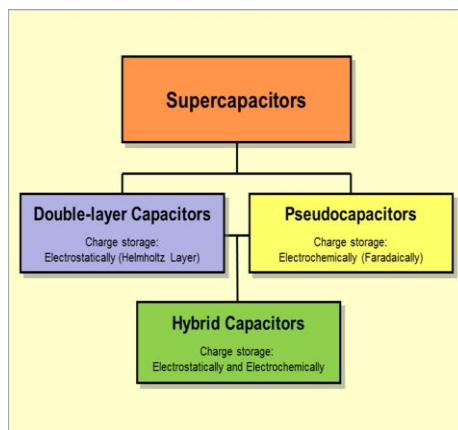 Supercapacitors
Double-layer Capacitors
Charge storage:
Electrostatically (Helmholtz Layer)
Pseudocapacitors
Charge storage:
Electrochemically (Faradaically)
Hybrid Capacitors
Charge storage:
Electrostatically and Electrochemically